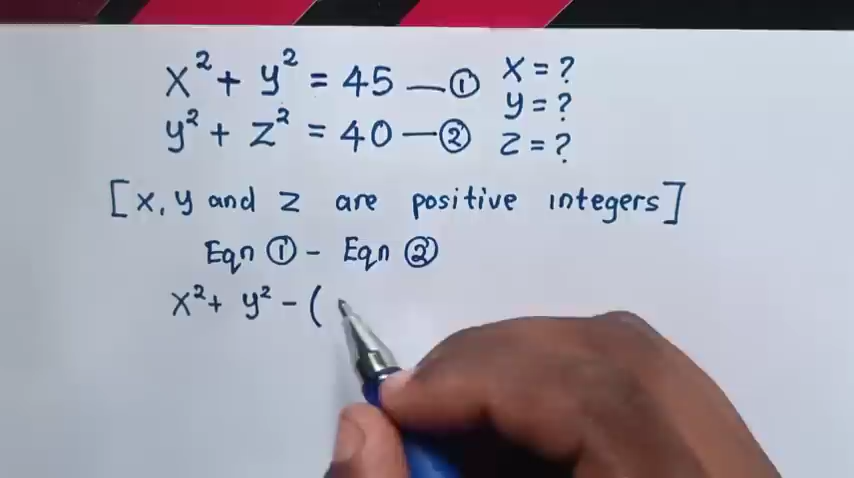 x² + y² = 45 —① x = ?
y = ?
y² + z² = 40 —② z = ?
[x, y and z are positive integers]
Eqn ① - Eqn ②
x² + y² - (